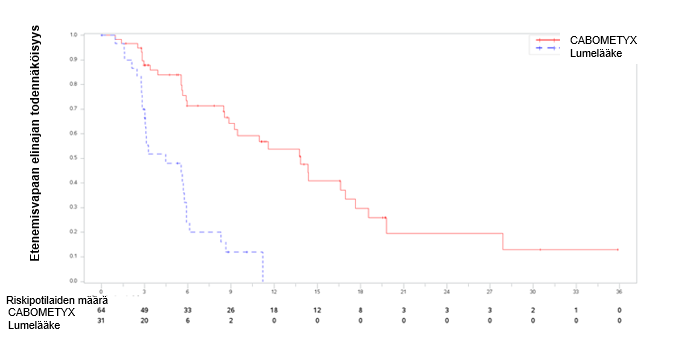 Etenemisvapaan elinajan todennäköisyys
CABOMETYX
Lumelääke
1.0
0.9
0.8
0.7
0.6
0.5
0.4
0.3
0.2
0.1
0.0
0 3 6 9 12 15 18 21 24 27 30 33 36
Riskipotilaiden määrä
CABOMETYX 64 49 33 26 18 12 8 3 3 3 2 1 0
Lumelääke 31 20 6 2 0 0 0 0 0 0 0 0 0